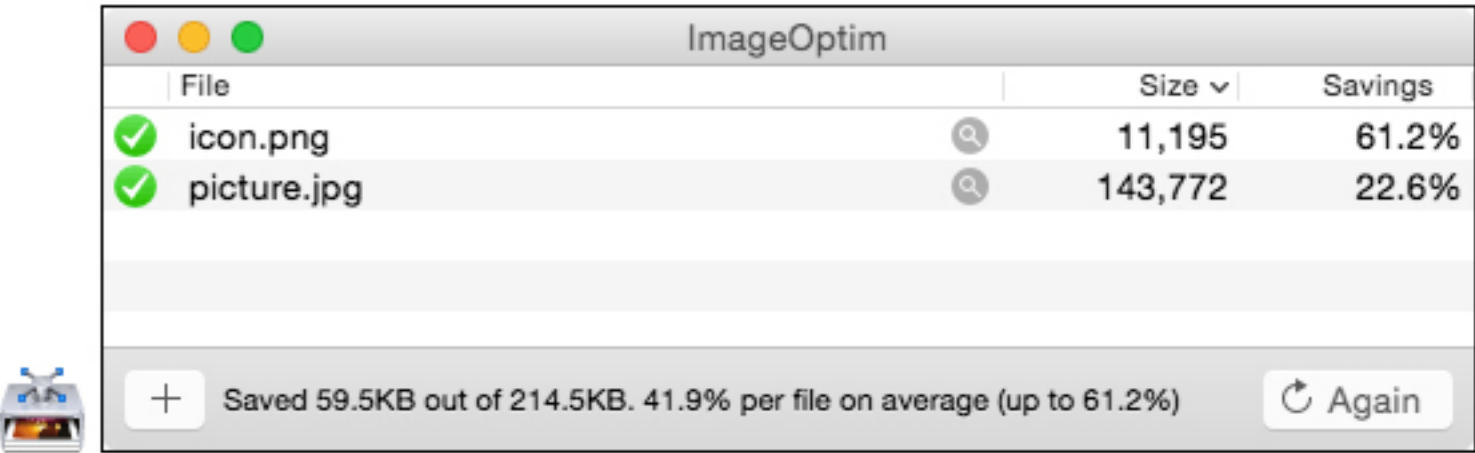 ImageOptim
File Size Savings
icon.png 11,195 61.2%
picture.jpg 143,772 22.6%
Saved 59.5KB out of 214.5KB. 41.9% per file on average (up to 61.2%) Again